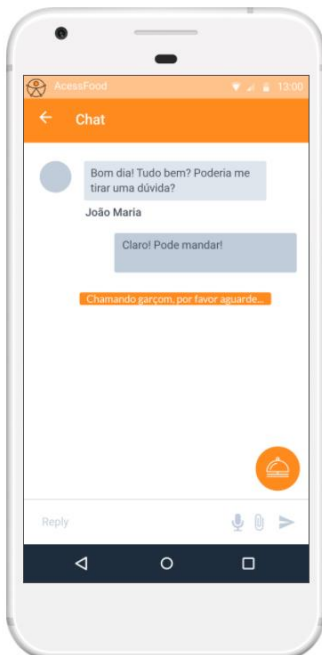 AcessFood
13:00
Chat
Bom dia! Tudo bem? Poderia me
tirar uma dúvida?
João Maria
Claro! Pode mandar!
Chamando garçom, por favor aguarde...
Reply